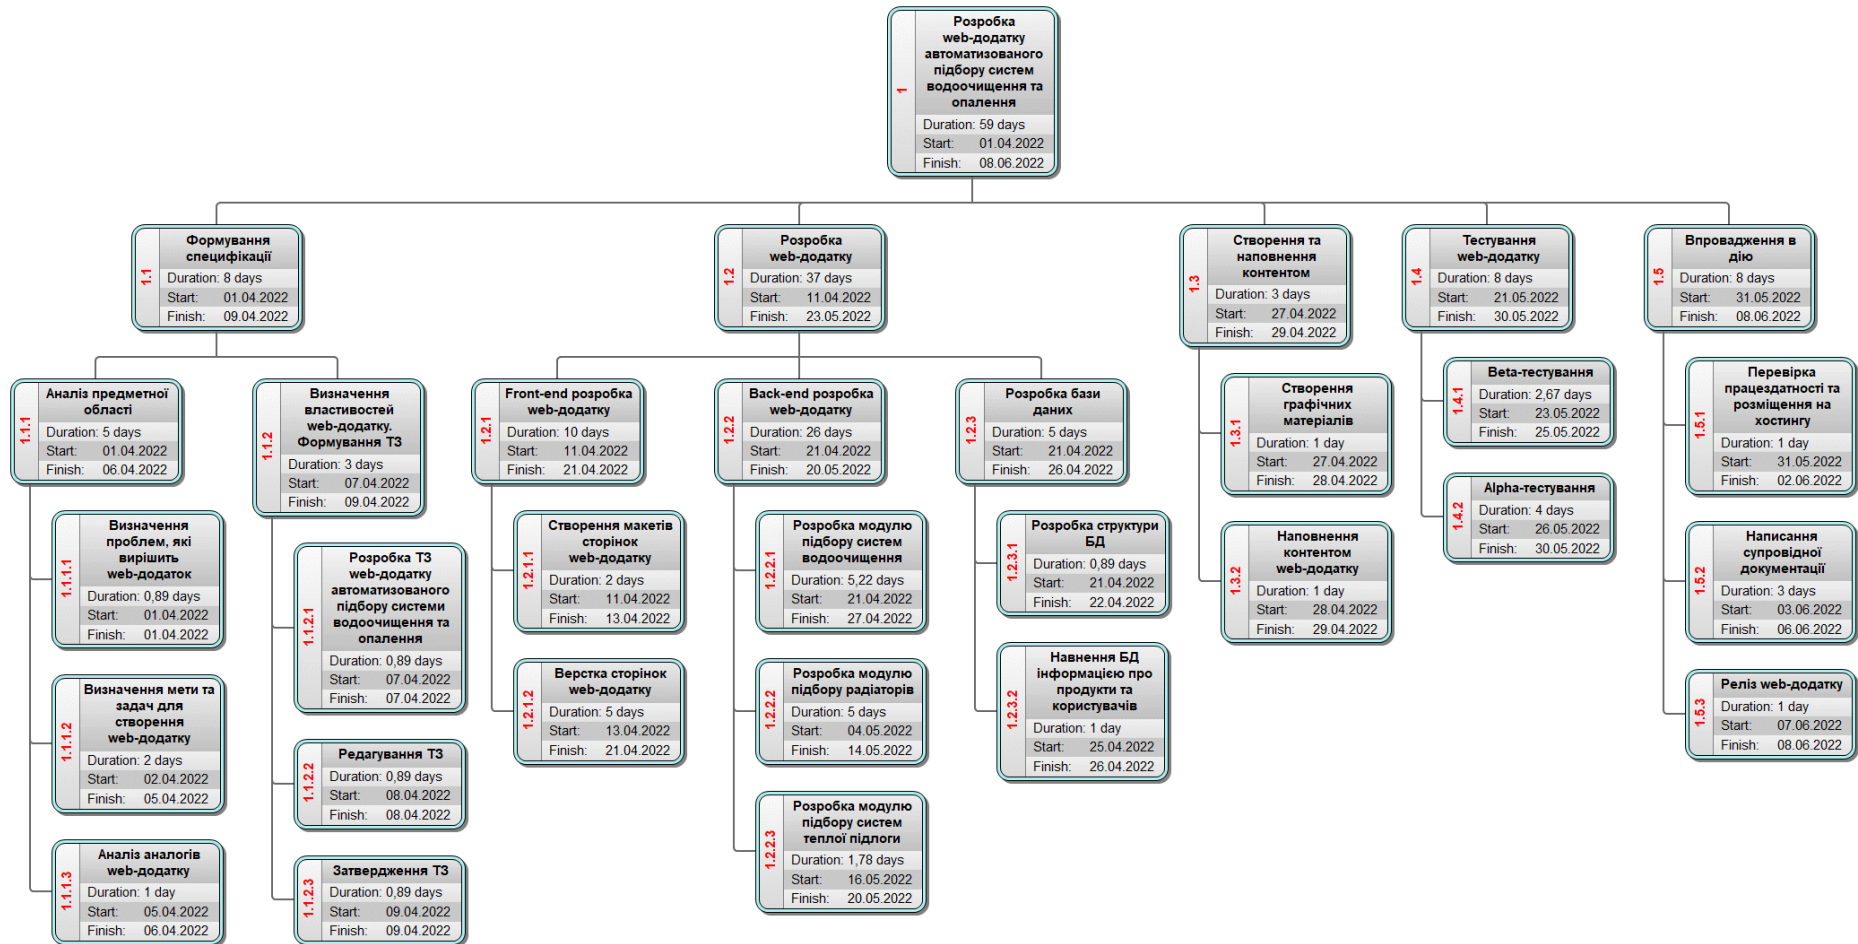 1
Розробка
web-додатку
автоматизованого
підбору систем
водоочищення та
опалення
Duration: 59 days
Start: 01.04.2022
Finish: 08.06.2022
1.1
Формування
специфікації
Duration: 8 days
Start: 01.04.2022
Finish: 09.04.2022
1.2
Розробка
web-додатку
Duration: 37 days
Start: 11.04.2022
Finish: 23.05.2022
1.3
Створення та
наповнення
контентом
Duration: 3 days
Start: 27.04.2022
Finish: 29.04.2022
1.4
Тестування
web-додатку
Duration: 8 days
Start: 21.05.2022
Finish: 30.05.2022
1.5
Впровадження в
дію
Duration: 8 days
Start: 31.05.2022
Finish: 08.06.2022
1.1.1
Аналіз предметної
області
Duration: 5 days
Start: 01.04.2022
Finish: 06.04.2022
1.1.1.1
Визначення
проблем, які
вирішить
web-додаток
Duration: 0,89 days
Start: 01.04.2022
Finish: 01.04.2022
1.1.1.2
Визначення мети та
задач для
створення
web-додатку
Duration: 2 days
Start: 02.04.2022
Finish: 05.04.2022
1.1.1.3
Аналіз аналогів
web-додатку
Duration: 1 day
Start: 05.04.2022
Finish: 06.04.2022
1.1.2
Визначення
властивостей
web-додатку.
Формування ТЗ
Duration: 3 days
Start: 07.04.2022
Finish: 09.04.2022
1.1.2.1
Розробка ТЗ
web-додатку
автоматизованого
підбору системи
водоочищення та
опалення
Duration: 0,89 days
Start: 07.04.2022
Finish: 07.04.2022
1.1.2.2
Редагування ТЗ
Duration: 0,89 days
Start: 08.04.2022
Finish: 08.04.2022
1.1.2.3
Затвердження ТЗ
Duration: 0,89 days
Start: 09.04.2022
Finish: 09.04.2022
1.2.1
Front-end розробка
web-додатку
Duration: 10 days
Start: 11.04.2022
Finish: 21.04.2022
1.2.1.1
Створення макетів
сторінок
web-додатку
Duration: 2 days
Start: 11.04.2022
Finish: 13.04.2022
1.2.1.2
Верстка сторінок
web-додатку
Duration: 5 days
Start: 13.04.2022
Finish: 21.04.2022
1.2.2
Back-end розробка
web-додатку
Duration: 26 days
Start: 21.04.2022
Finish: 20.05.2022
1.2.2.1
Розробка модулю
підбору систем
водоочищення
Duration: 5,22 days
Start: 21.04.2022
Finish: 27.04.2022
1.2.2.2
Розробка модулю
підбору радіаторів
Duration: 5 days
Start: 04.05.2022
Finish: 14.05.2022
1.2.2.3
Розробка модулю
підбору систем
теплої підлоги
Duration: 1,78 days
Start: 16.05.2022
Finish: 20.05.2022
1.2.3
Розробка бази
даних
Duration: 5 days
Start: 21.04.2022
Finish: 26.04.2022
1.2.3.1
Розробка структури
БД
Duration: 0,89 days
Start: 21.04.2022
Finish: 22.04.2022
1.2.3.2
Навнення БД
інформацією про
продукти та
користувачів
Duration: 1 day
Start: 25.04.2022
Finish: 26.04.2022
1.3.1
Створення
графічних
матеріалів
Duration: 1 day
Start: 27.04.2022
Finish: 28.04.2022
1.3.2
Наповнення
контентом
web-додатку
Duration: 1 day
Start: 28.04.2022
Finish: 29.04.2022
1.4.1
Beta-тестування
Duration: 2,67 days
Start: 23.05.2022
Finish: 25.05.2022
1.4.2
Alpha-тестування
Duration: 4 days
Start: 26.05.2022
Finish: 30.05.2022
1.5.1
Перевірка
працездатності та
розміщення на
хостингу
Duration: 1 day
Start: 31.05.2022
Finish: 02.06.2022
1.5.2
Написання
супровідної
документації
Duration: 3 days
Start: 03.06.2022
Finish: 06.06.2022
1.5.3
Реліз web-додатку
Duration: 1 day
Start: 07.06.2022
Finish: 08.06.2022